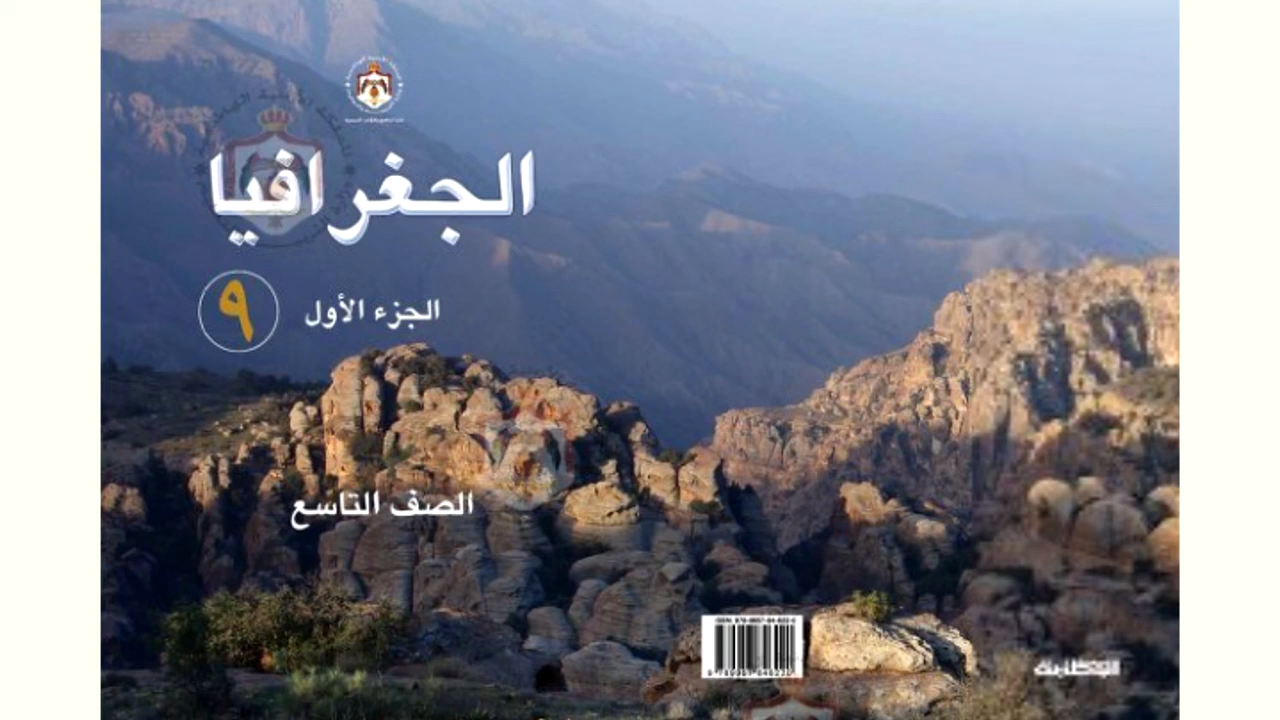 الجغرافيا
الجزء الأول
٩
الصف التاسع